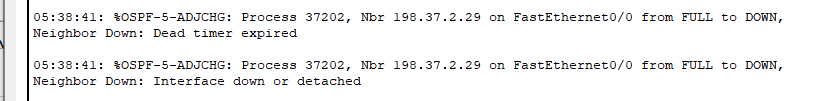 05:38:41: %OSPF-5-ADJCHG: Process 37202, Nbr 198.37.2.29 on FastEthernet0/0 from FULL to DOWN,
Neighbor Down: Dead timer expired
05:38:41: %OSPF-5-ADJCHG: Process 37202, Nbr 198.37.2.29 on FastEthernet0/0 from FULL to DOWN,
Neighbor Down: Interface down or detached